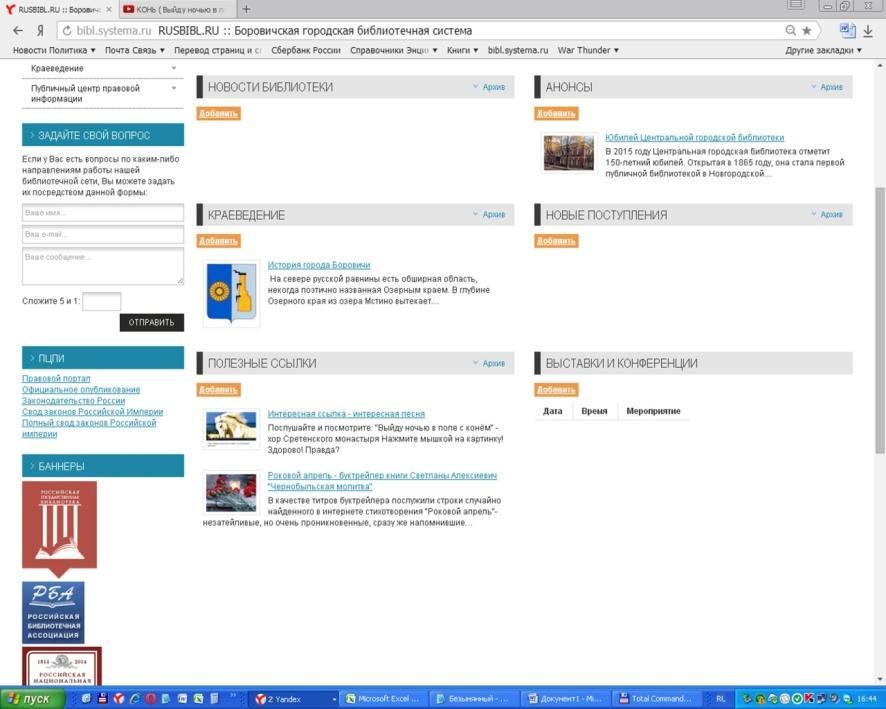 RUSBIBL.RU :: Боровичс
КОНЬ ( Выйду ночью в п
bibl.systema.ru RUSBIBL.RU :: Боровичская городская библиотечная система
Новости Политика Почта Связь Перевод страниц и с Сбербанк России Справочники Энци Книги bibl.systema.ru War Thunder Другие закладки
Краеведение
Публичный центр правовой
информации
ЗАДАЙТЕ СВОЙ ВОПРОС
Если у Вас есть вопросы по каким-либо
направлениям работы нашей
библиотечной сети, Вы можете задать
их посредством данной формы:
Ваше имя...
Ваш e-mail...
Ваше сообщение...
Сложите 5 и 1:
ОТПРАВИТЬ
ПЦПИ
Правовой портал
Официальное опубликование
Законодательство России
Свод законов Российской Империи
Полный свод законов Российской
империи
БАННЕРЫ
РОССИЙСКАЯ
ГОСУДАРСТВЕННАЯ
БИБЛИОТЕКА
РБА
РОССИЙСКАЯ
БИБЛИОТЕЧНАЯ
АССОЦИАЦИЯ
1814 2014
РОССИЙСКАЯ
НАЦИОНАЛЬНАЯ
НОВОСТИ БИБЛИОТЕКИ Архив
Добавить
АНОНСЫ Архив
Добавить
Юбилей Центральной городской библиотеки
В 2015 году Центральная городская библиотека отметит
150-летний юбилей. Открытая в 1865 году, она стала первой
публичной библиотекой в Новгородской...
КРАЕВЕДЕНИЕ Архив
Добавить
История города Боровичи
На севере русской равнины есть обширная область,
некогда поэтично названная Озерным краем. В глубине
Озерного края из озера Мстино вытекает...
НОВЫЕ ПОСТУПЛЕНИЯ Архив
Добавить
ПОЛЕЗНЫЕ ССЫЛКИ Архив
Добавить
Интересная ссылка - интересная песня
Послушайте и посмотрите: "Выйду ночью в поле с конём" -
хор Сретенского монастыря Нажмите мышкой на картинку!
Здорово! Правда?
Роковой апрель - буктрейлер книги Светланы Алексиевич
"Чернобыльская молитва"
В качестве титров буктрейлера послужили строки случайно
найденного в интернете стихотворения "Роковой апрель"-
незатейливые, но очень проникновенные, сразу же напомнившие...
ВЫСТАВКИ И КОНФЕРЕНЦИИ
Добавить
Дата Время Мероприятие
пуск 2 Yandex Microsoft Excel ... Безымянный - ... Документ1 - Mi... Total Command... RU 16:44